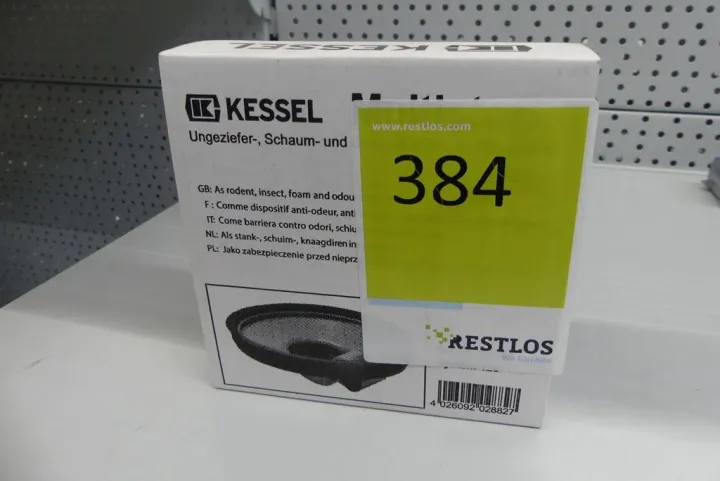 KESSEL
KESSEL
Ungeziefer-, Schaum- und
GB: As rodent, insect, foam and odou
F : Comme dispositif anti-odeur, anti
IT: Come barriera contro odori, schiu
NL: Als stank-, schuim-, knaagdieren in
PL: Jako zabezpieczenie przed nieprz
www.restlos.com
384
RESTLOS
4 026092 028827